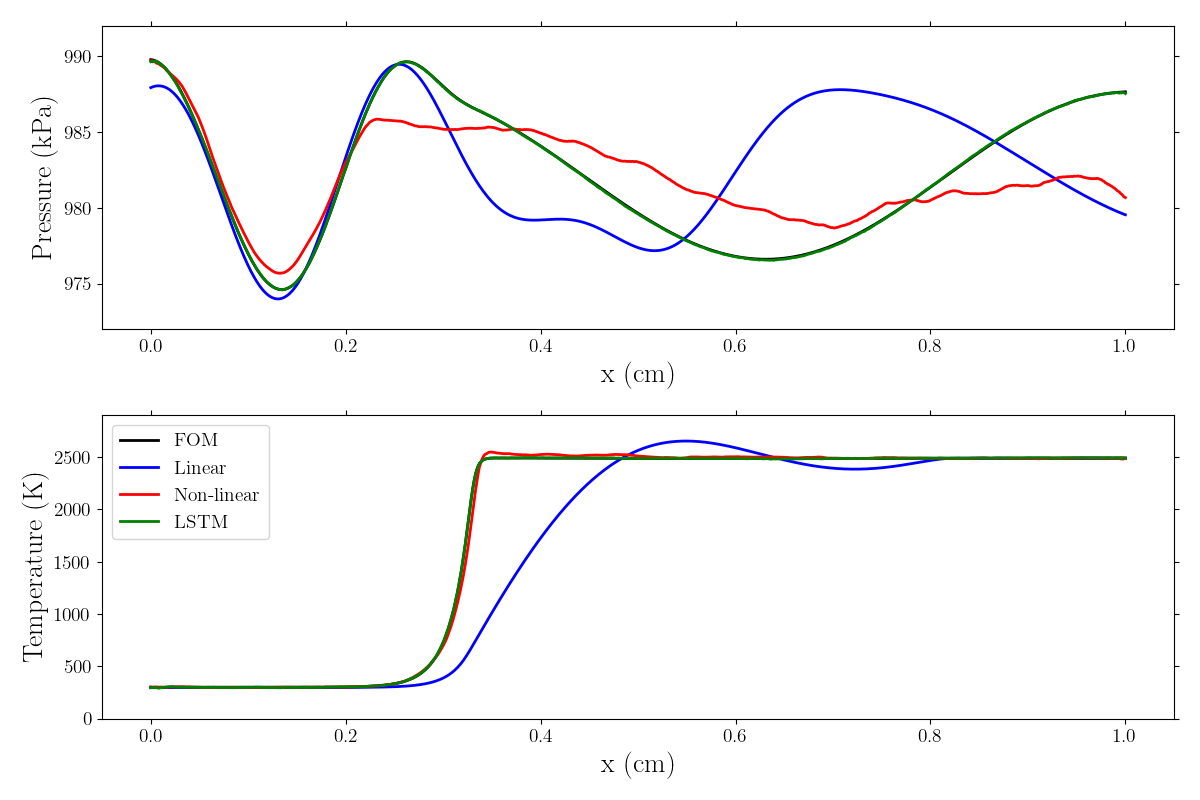 990
985
980
975
Pressure (kPa)
0.0 0.2 0.4 0.6 0.8 1.0
x (cm)
FOM
Linear
Non-linear
LSTM
2500
2000
1500
1000
500
0
Temperature (K)
0.0 0.2 0.4 0.6 0.8 1.0
x (cm)